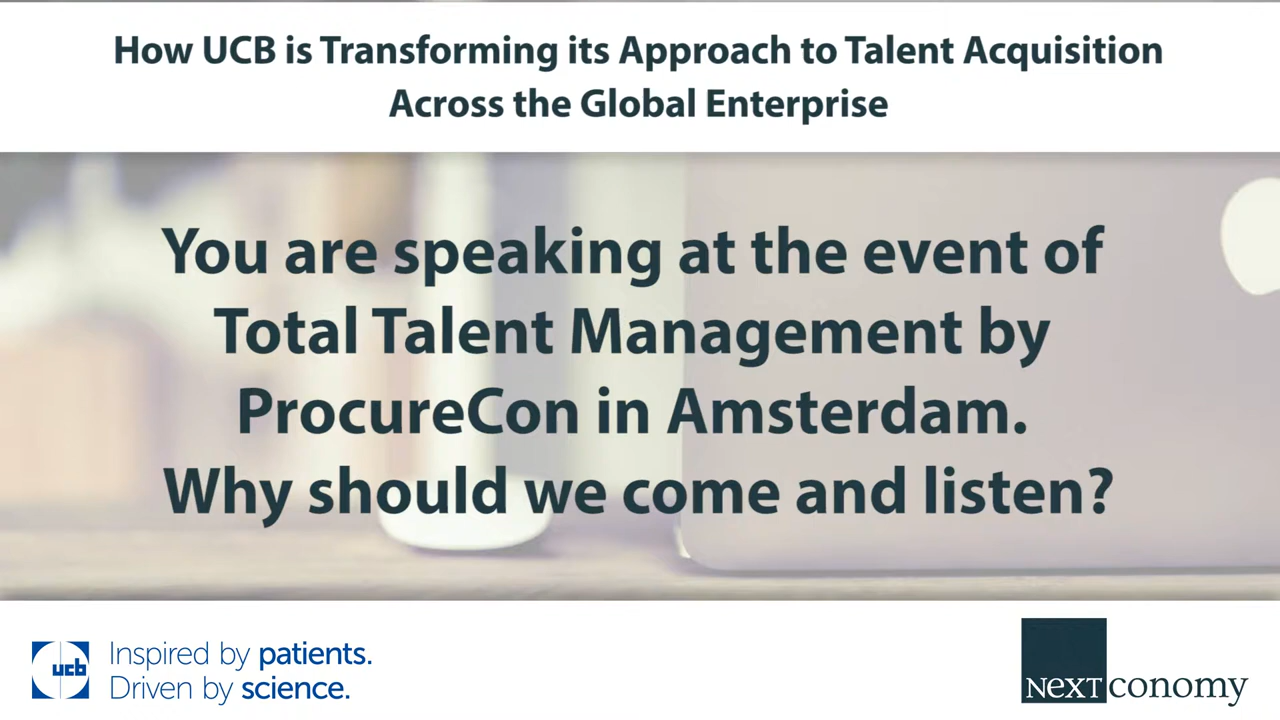 How UCB is Transforming its Approach to Talent Acquisition
Across the Global Enterprise
You are speaking at the event of
Total Talent Management by
ProcureCon in Amsterdam.
Why should we come and listen?
ucb
Inspired by patients.
Driven by science.
NEXTconomy